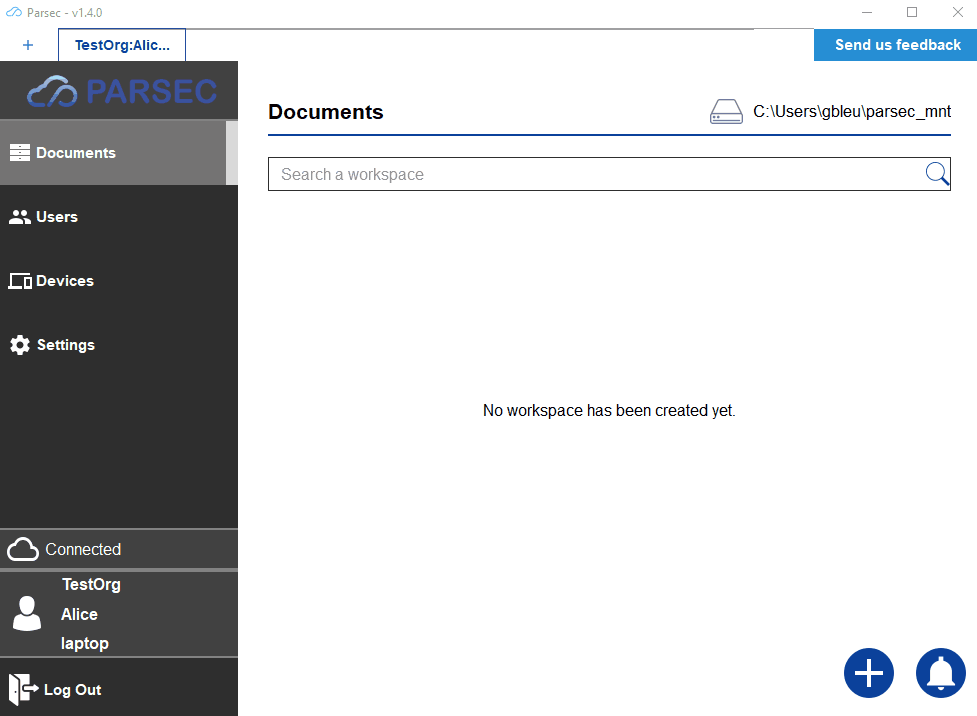 Parsec - v1.4.0
+ TestOrg:Alic... Send us feedback
PARSEC
Documents
Users
Devices
Settings
Connected
TestOrg
Alice
laptop
Log Out
Documents C:\Users\gbleu\parsec_mnt
Search a workspace
No workspace has been created yet.